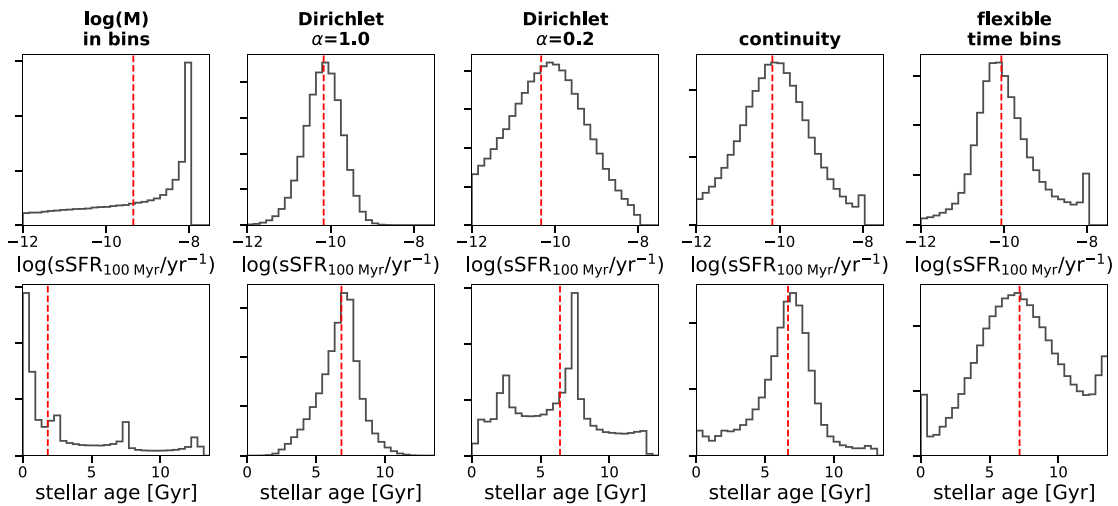 log(M)
in bins
Dirichlet
α=1.0
Dirichlet
α=0.2
continuity
flexible
time bins
−12 −10 −8
−12 −10 −8
−12 −10 −8
−12 −10 −8
−12 −10 −8
log(sSFR100 Myr/yr−1)
log(sSFR100 Myr/yr−1)
log(sSFR100 Myr/yr−1)
log(sSFR100 Myr/yr−1)
log(sSFR100 Myr/yr−1)
0 5 10
0 5 10
0 5 10
0 5 10
0 5 10
stellar age [Gyr]
stellar age [Gyr]
stellar age [Gyr]
stellar age [Gyr]
stellar age [Gyr]